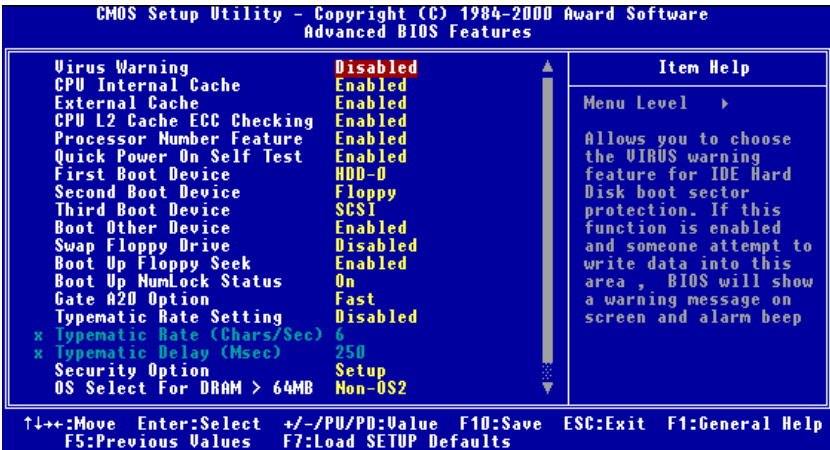 CMOS Setup Utility - Copyright (C) 1984-2000 Award Software
Advanced BIOS Features
Virus Warning Disabled
CPU Internal Cache Enabled
External Cache Enabled
CPU L2 Cache ECC Checking Enabled
Processor Number Feature Enabled
Quick Power On Self Test Enabled
First Boot Device HDD-0
Second Boot Device Floppy
Third Boot Device SCSI
Boot Other Device Enabled
Swap Floppy Drive Disabled
Boot Up Floppy Seek Enabled
Boot Up NumLock Status On
Gate A20 Option Fast
Typematic Rate Setting Disabled
x Typematic Rate (Chars/Sec) 6
x Typematic Delay (Msec) 250
Security Option Setup
OS Select For DRAM > 64MB Non-OS2
Item Help
Menu Level ▸
Allows you to choose
the VIRUS warning
feature for IDE Hard
Disk boot sector
protection. If this
function is enabled
and someone attempt to
write data into this
area , BIOS will show
a warning message on
screen and alarm beep
↑↓→←:Move Enter:Select +/-/PU/PD:Value F10:Save ESC:Exit F1:General Help
F5:Previous Values F7:Load SETUP Defaults